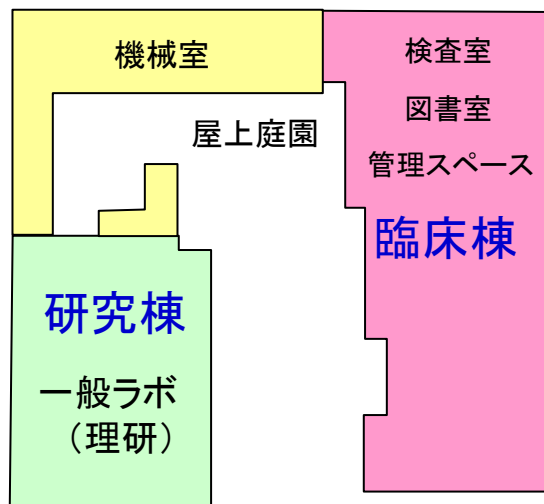 機械室
検査室
図書室
屋上庭園
管理スペース
臨床棟
研究棟
一般ラボ
（理研）